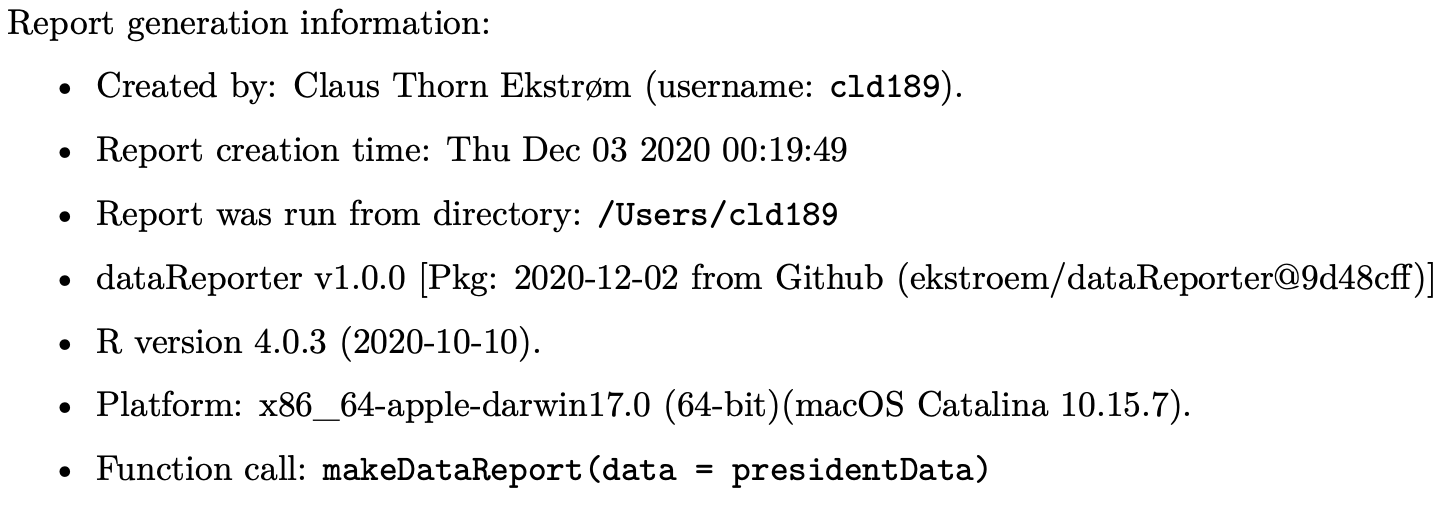 Report generation information:
• Created by: Claus Thorn Ekstrøm (username: cld189).
• Report creation time: Thu Dec 03 2020 00:19:49
• Report was run from directory: /Users/cld189
• dataReporter v1.0.0 [Pkg: 2020-12-02 from Github (ekstroem/dataReporter@9d48cff)]
• R version 4.0.3 (2020-10-10).
• Platform: x86_64-apple-darwin17.0 (64-bit)(macOS Catalina 10.15.7).
• Function call: makeDataReport(data = presidentData)